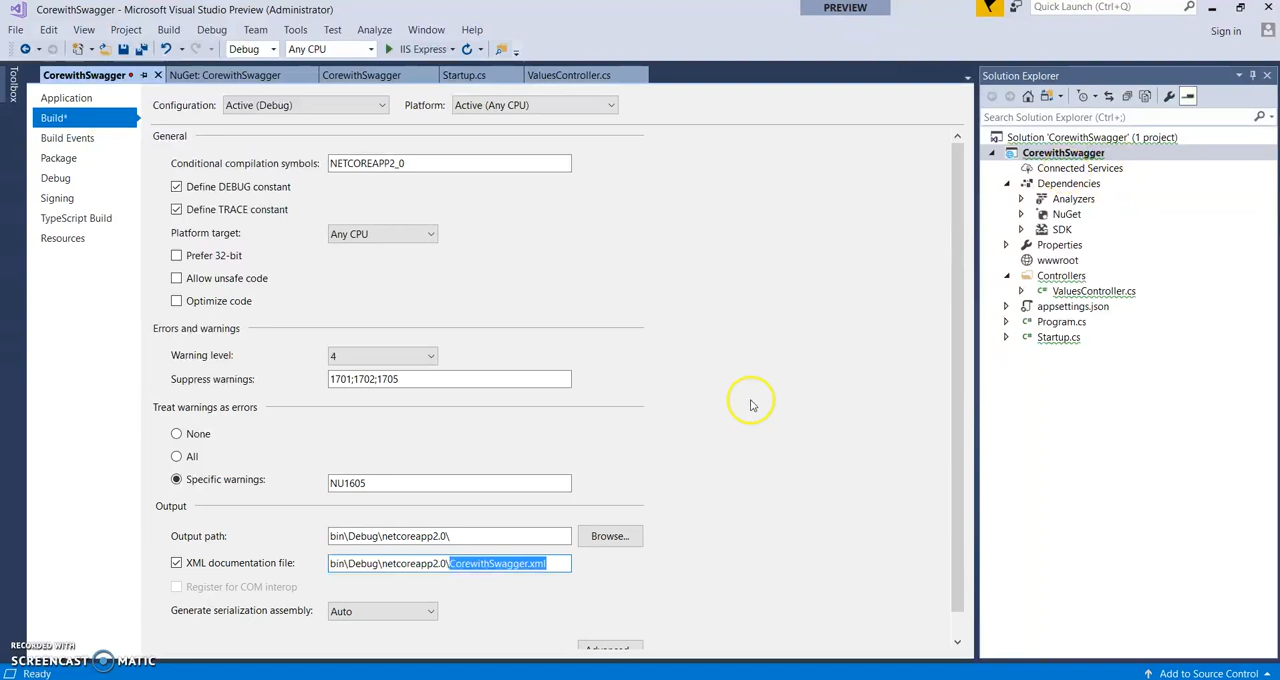 CorewithSwagger - Microsoft Visual Studio Preview (Administrator)
PREVIEW
Quick Launch (Ctrl+;)
File Edit View Project Build Debug Team Tools Test Analyze Window Help
Sign in
Debug Any CPU IIS Express
Toolbox
CorewithSwagger NuGet: CorewithSwagger CorewithSwagger Startup.cs ValuesController.cs
Application
Build*
Build Events
Package
Debug
Signing
TypeScript Build
Resources
Configuration: Active (Debug) Platform: Active (Any CPU)
General
Conditional compilation symbols: NETCOREAPP2_0
Define DEBUG constant
Define TRACE constant
Platform target: Any CPU
Prefer 32-bit
Allow unsafe code
Optimize code
Errors and warnings
Warning level: 4
Suppress warnings: 1701;1702;1705
Treat warnings as errors
None
All
Specific warnings: NU1605
Output
Output path: bin\Debug\netcoreapp2.0\ Browse...
XML documentation file: bin\Debug\netcoreapp2.0\CorewithSwagger.xml
Register for COM interop
Generate serialization assembly: Auto
Advanced...
Solution Explorer
Search Solution Explorer (Ctrl+;)
Solution 'CorewithSwagger' (1 project)
CorewithSwagger
Connected Services
Dependencies
Analyzers
NuGet
SDK
Properties
wwwroot
Controllers
ValuesController.cs
appsettings.json
Program.cs
Startup.cs
RECORDED WITH
SCREENCAST MATIC
Ready
Add to Source Control